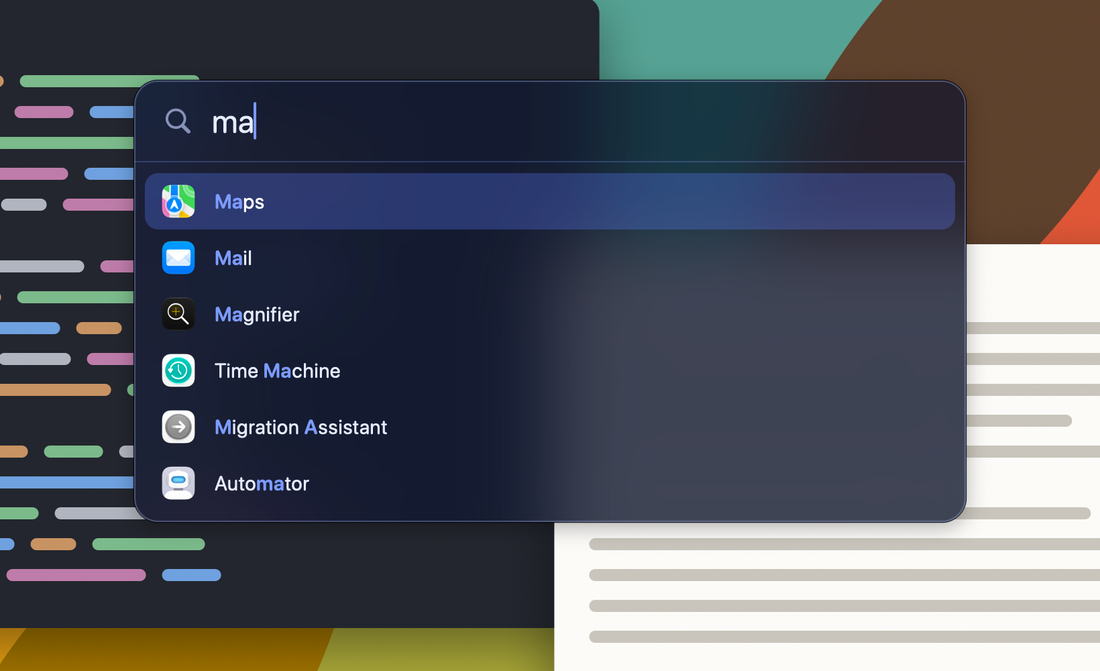 ma
Maps
Mail
Magnifier
Time Machine
Migration Assistant
Automator